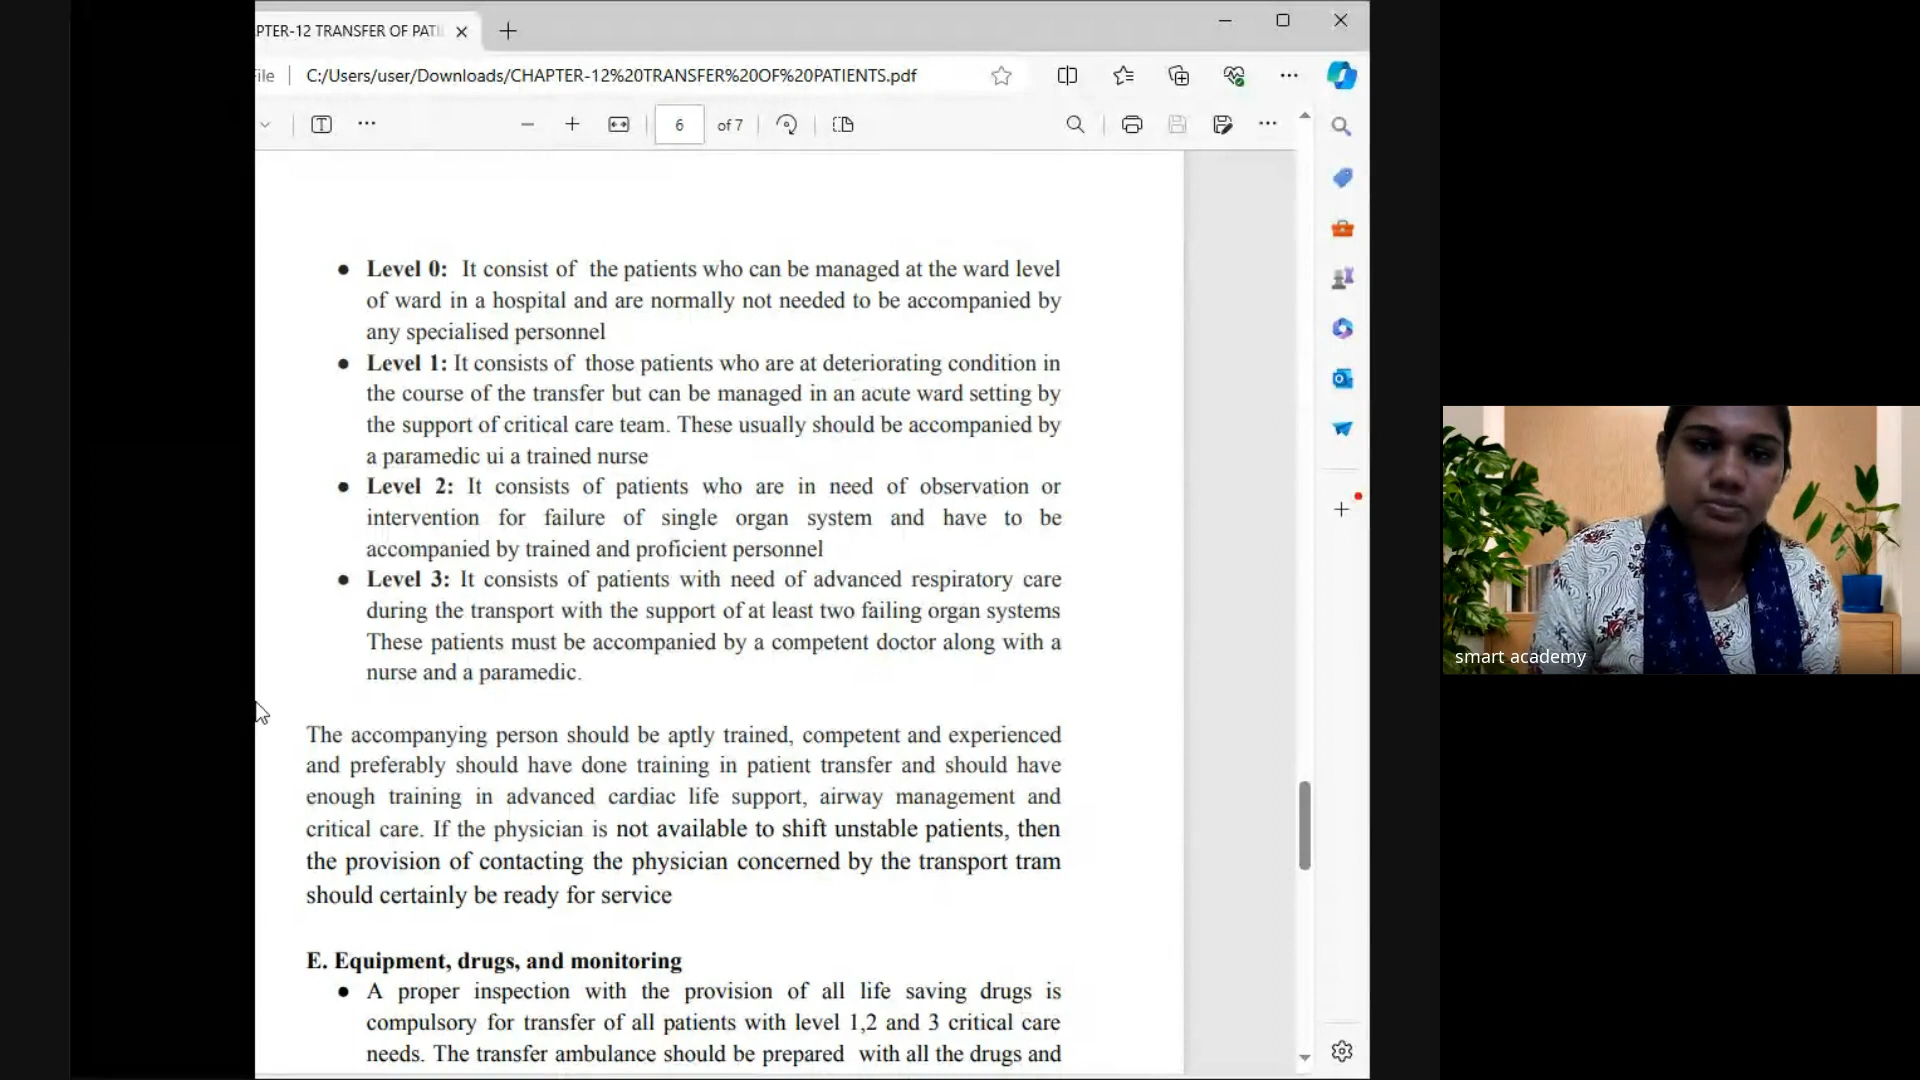 PTER-12 TRANSFER OF PATI
ile
C:/Users/user/Downloads/CHAPTER-12%20TRANSFER%20OF%20PATIENTS.pdf
6 of 7
● Level 0: It consist of the patients who can be managed at the ward level
of ward in a hospital and are normally not needed to be accompanied by
any specialised personnel
● Level 1: It consists of those patients who are at deteriorating condition in
the course of the transfer but can be managed in an acute ward setting by
the support of critical care team. These usually should be accompanied by
a paramedic ui a trained nurse
● Level 2: It consists of patients who are in need of observation or
intervention for failure of single organ system and have to be
accompanied by trained and proficient personnel
● Level 3: It consists of patients with need of advanced respiratory care
during the transport with the support of at least two failing organ systems
These patients must be accompanied by a competent doctor along with a
nurse and a paramedic.
The accompanying person should be aptly trained, competent and experienced
and preferably should have done training in patient transfer and should have
enough training in advanced cardiac life support, airway management and
critical care. If the physician is not available to shift unstable patients, then
the provision of contacting the physician concerned by the transport tram
should certainly be ready for service
E. Equipment, drugs, and monitoring
● A proper inspection with the provision of all life saving drugs is
compulsory for transfer of all patients with level 1,2 and 3 critical care
needs. The transfer ambulance should be prepared with all the drugs and
smart academy